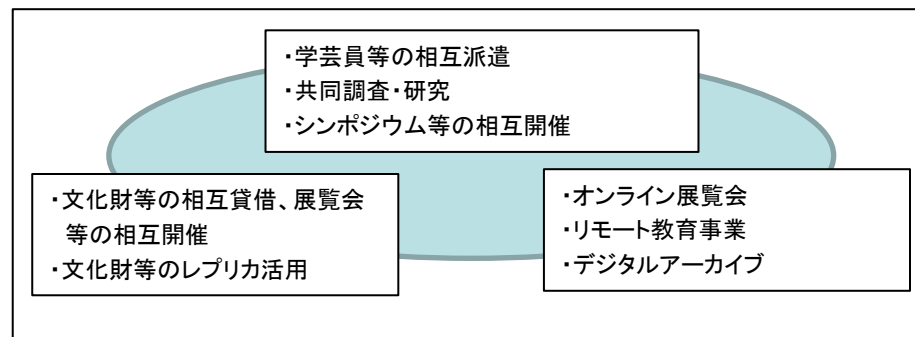 ・学芸員等の相互派遣
・共同調査・研究
・シンポジウム等の相互開催
・文化財等の相互貸借、展覧会
等の相互開催
・文化財等のレプリカ活用
・オンライン展覧会
・リモート教育事業
・デジタルアーカイブ